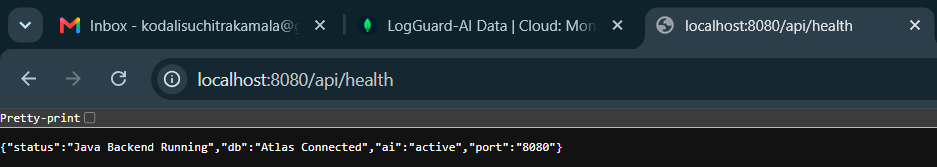 Inbox - kodalisuchitrakamala@
LogGuard-AI Data | Cloud: Mon
localhost:8080/api/health
localhost:8080/api/health
Pretty-print
{"status":"Java Backend Running","db":"Atlas Connected","ai":"active","port":"8080"}